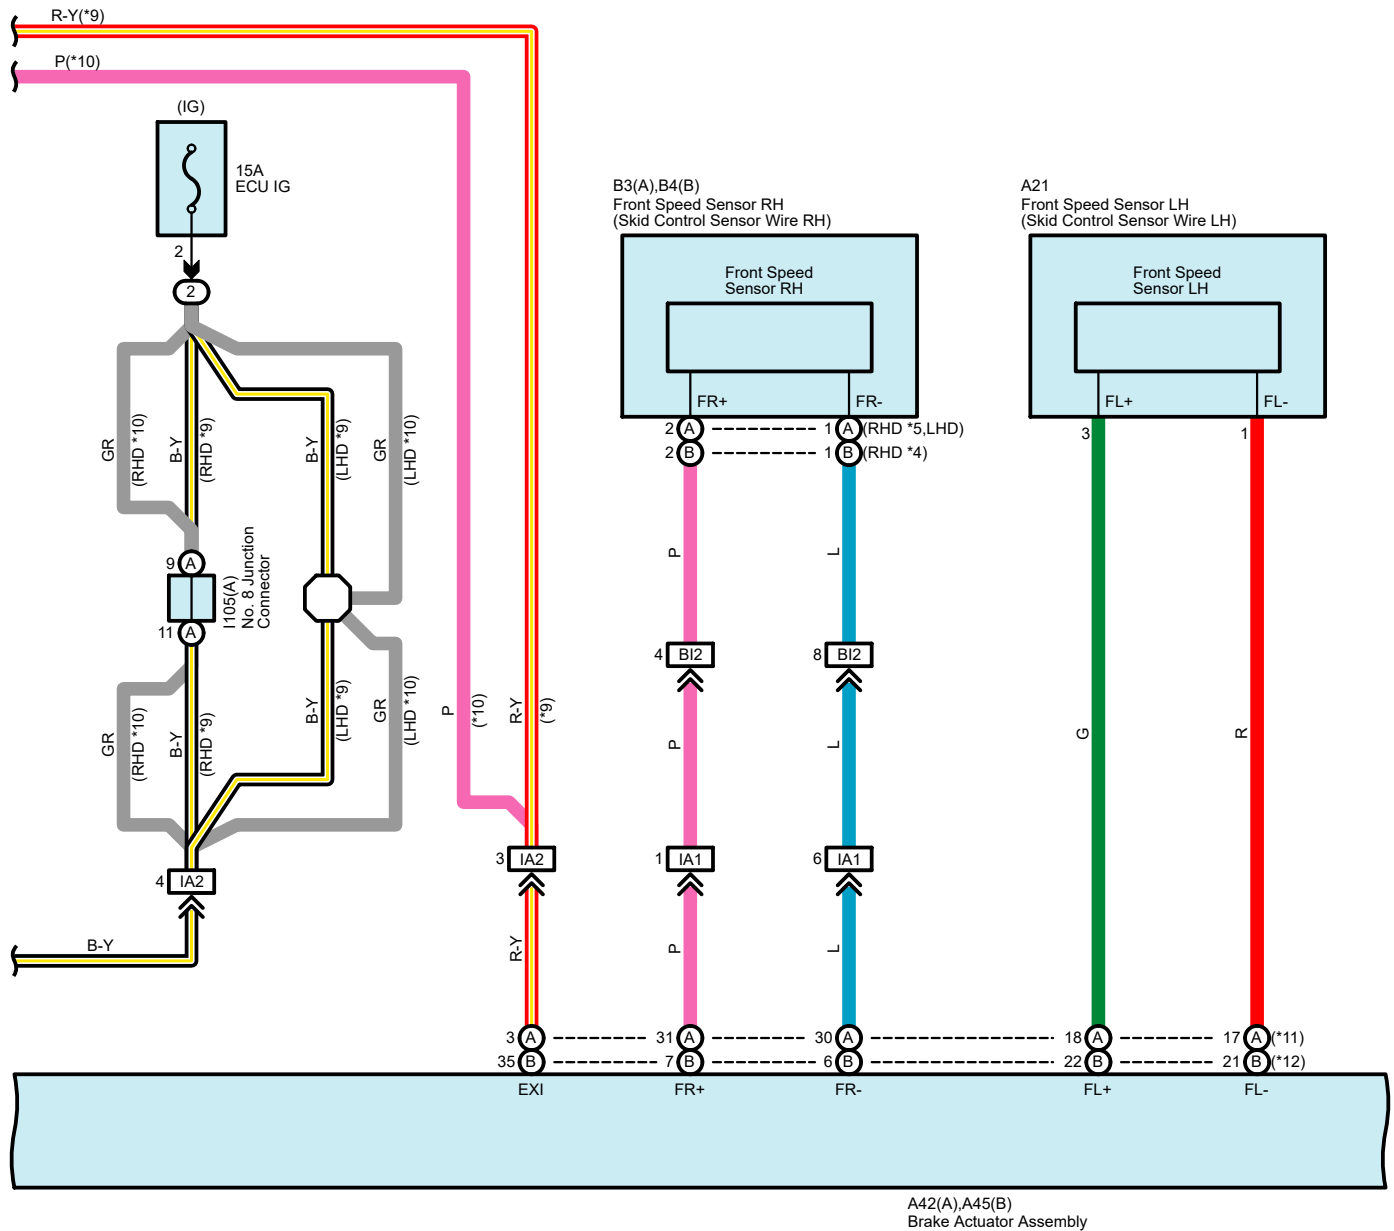 R-Y(*9)
P(*10)
(IG)
15A
ECU IG
2
2
B3(A),B4(B)
Front Speed Sensor RH
(Skid Control Sensor Wire RH)
A21
Front Speed Sensor LH
(Skid Control Sensor Wire LH)
Front Speed
Sensor RH
Front Speed
Sensor LH
FR+
FR-
FL+
FL-
2 A
1 A (RHD *5,LHD)
2 B
1 B (RHD *4)
3
1
GR
(RHD *10)
B-Y
(RHD *9)
B-Y
(LHD *9)
GR
(LHD *10)
9 A
I105(A)
No. 8 Junction
Connector
11 A
P
L
4 BI2
8 BI2
GR
(RHD *10)
B-Y
(RHD *9)
B-Y
(LHD *9)
GR
(LHD *10)
P
(*10)
R-Y
(*9)
P
L
G
R
3 IA2
1 IA1
6 IA1
4 IA2
B-Y
R-Y
P
L
3 A
31 A
30 A
18 A
17 A (*11)
35 B
7 B
6 B
22 B
21 B (*12)
EXI
FR+
FR-
FL+
FL-
A42(A),A45(B)
Brake Actuator Assembly